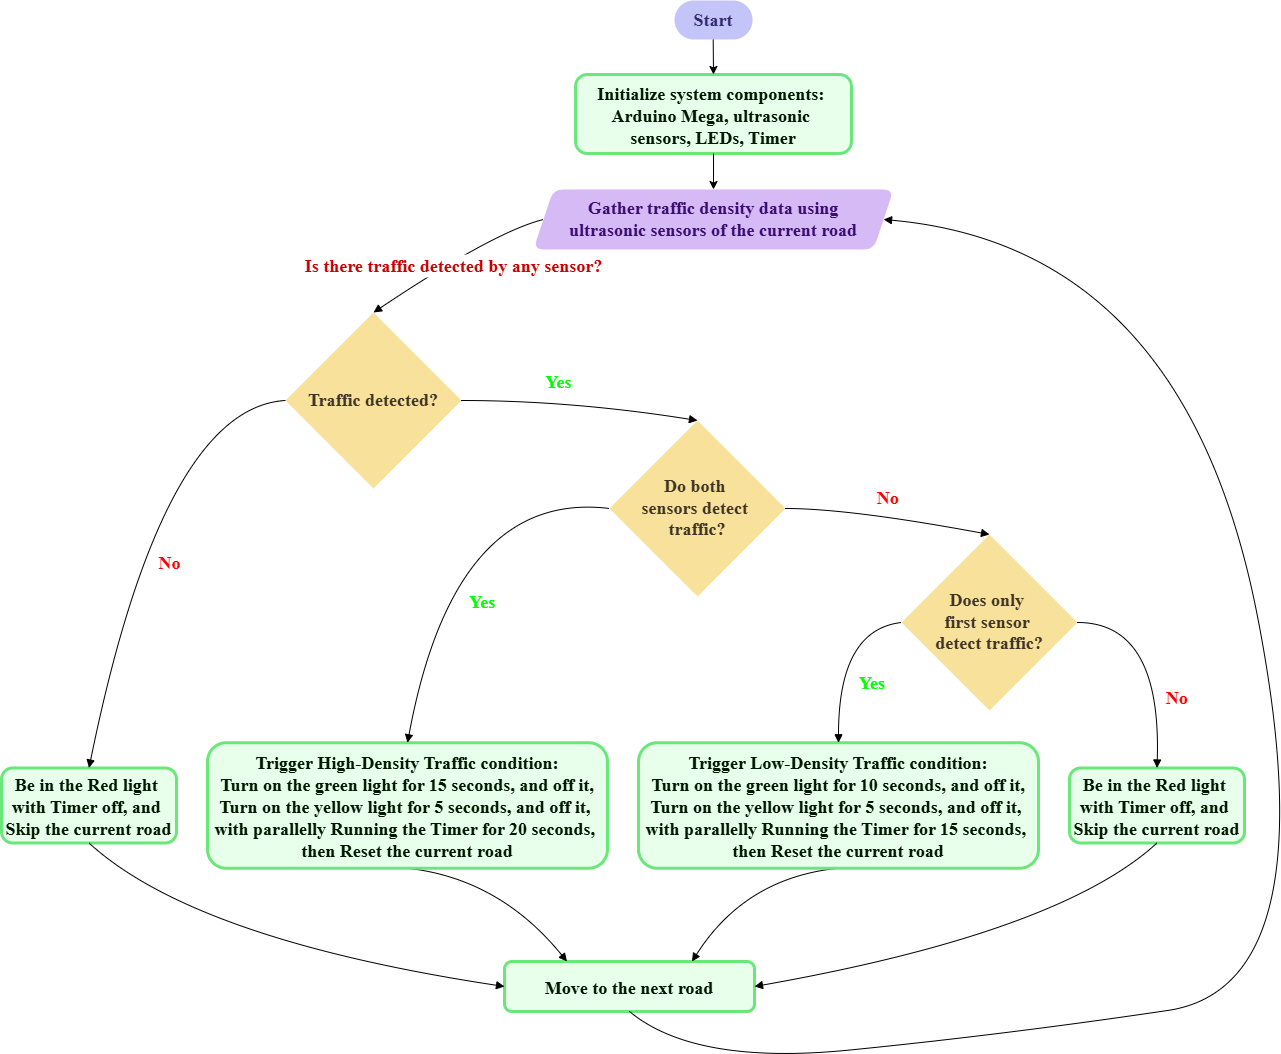 Start
Initialize system components:
Arduino Mega, ultrasonic
sensors, LEDs, Timer
Gather traffic density data using
ultrasonic sensors of the current road
Is there traffic detected by any sensor?
Traffic detected?
Yes
No
Do both
sensors detect
traffic?
No
Yes
Does only
first sensor
detect traffic?
Yes
No
Be in the Red light
with Timer off, and
Skip the current road
Trigger High-Density Traffic condition:
Turn on the green light for 15 seconds, and off it,
Turn on the yellow light for 5 seconds, and off it,
with parallelly Running the Timer for 20 seconds,
then Reset the current road
Trigger Low-Density Traffic condition:
Turn on the green light for 10 seconds, and off it,
Turn on the yellow light for 5 seconds, and off it,
with parallelly Running the Timer for 15 seconds,
then Reset the current road
Be in the Red light
with Timer off, and
Skip the current road
Move to the next road